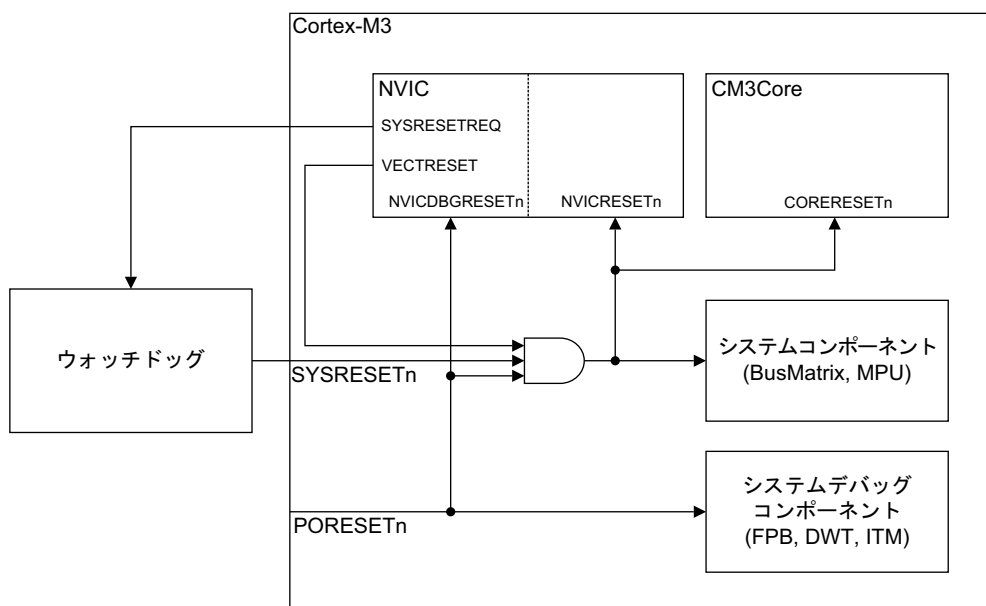 Cortex-M3
NVIC
CM3Core
SYSRESETREQ
VECTRESET
NVICDBGRESETn
NVICRESETn
CORERESETn
ウォッチドッグ
SYSRESETn
システムコンポーネント
(BusMatrix, MPU)
システムデバッグ
コンポーネント
(FPB, DWT, ITM)
PORESETn